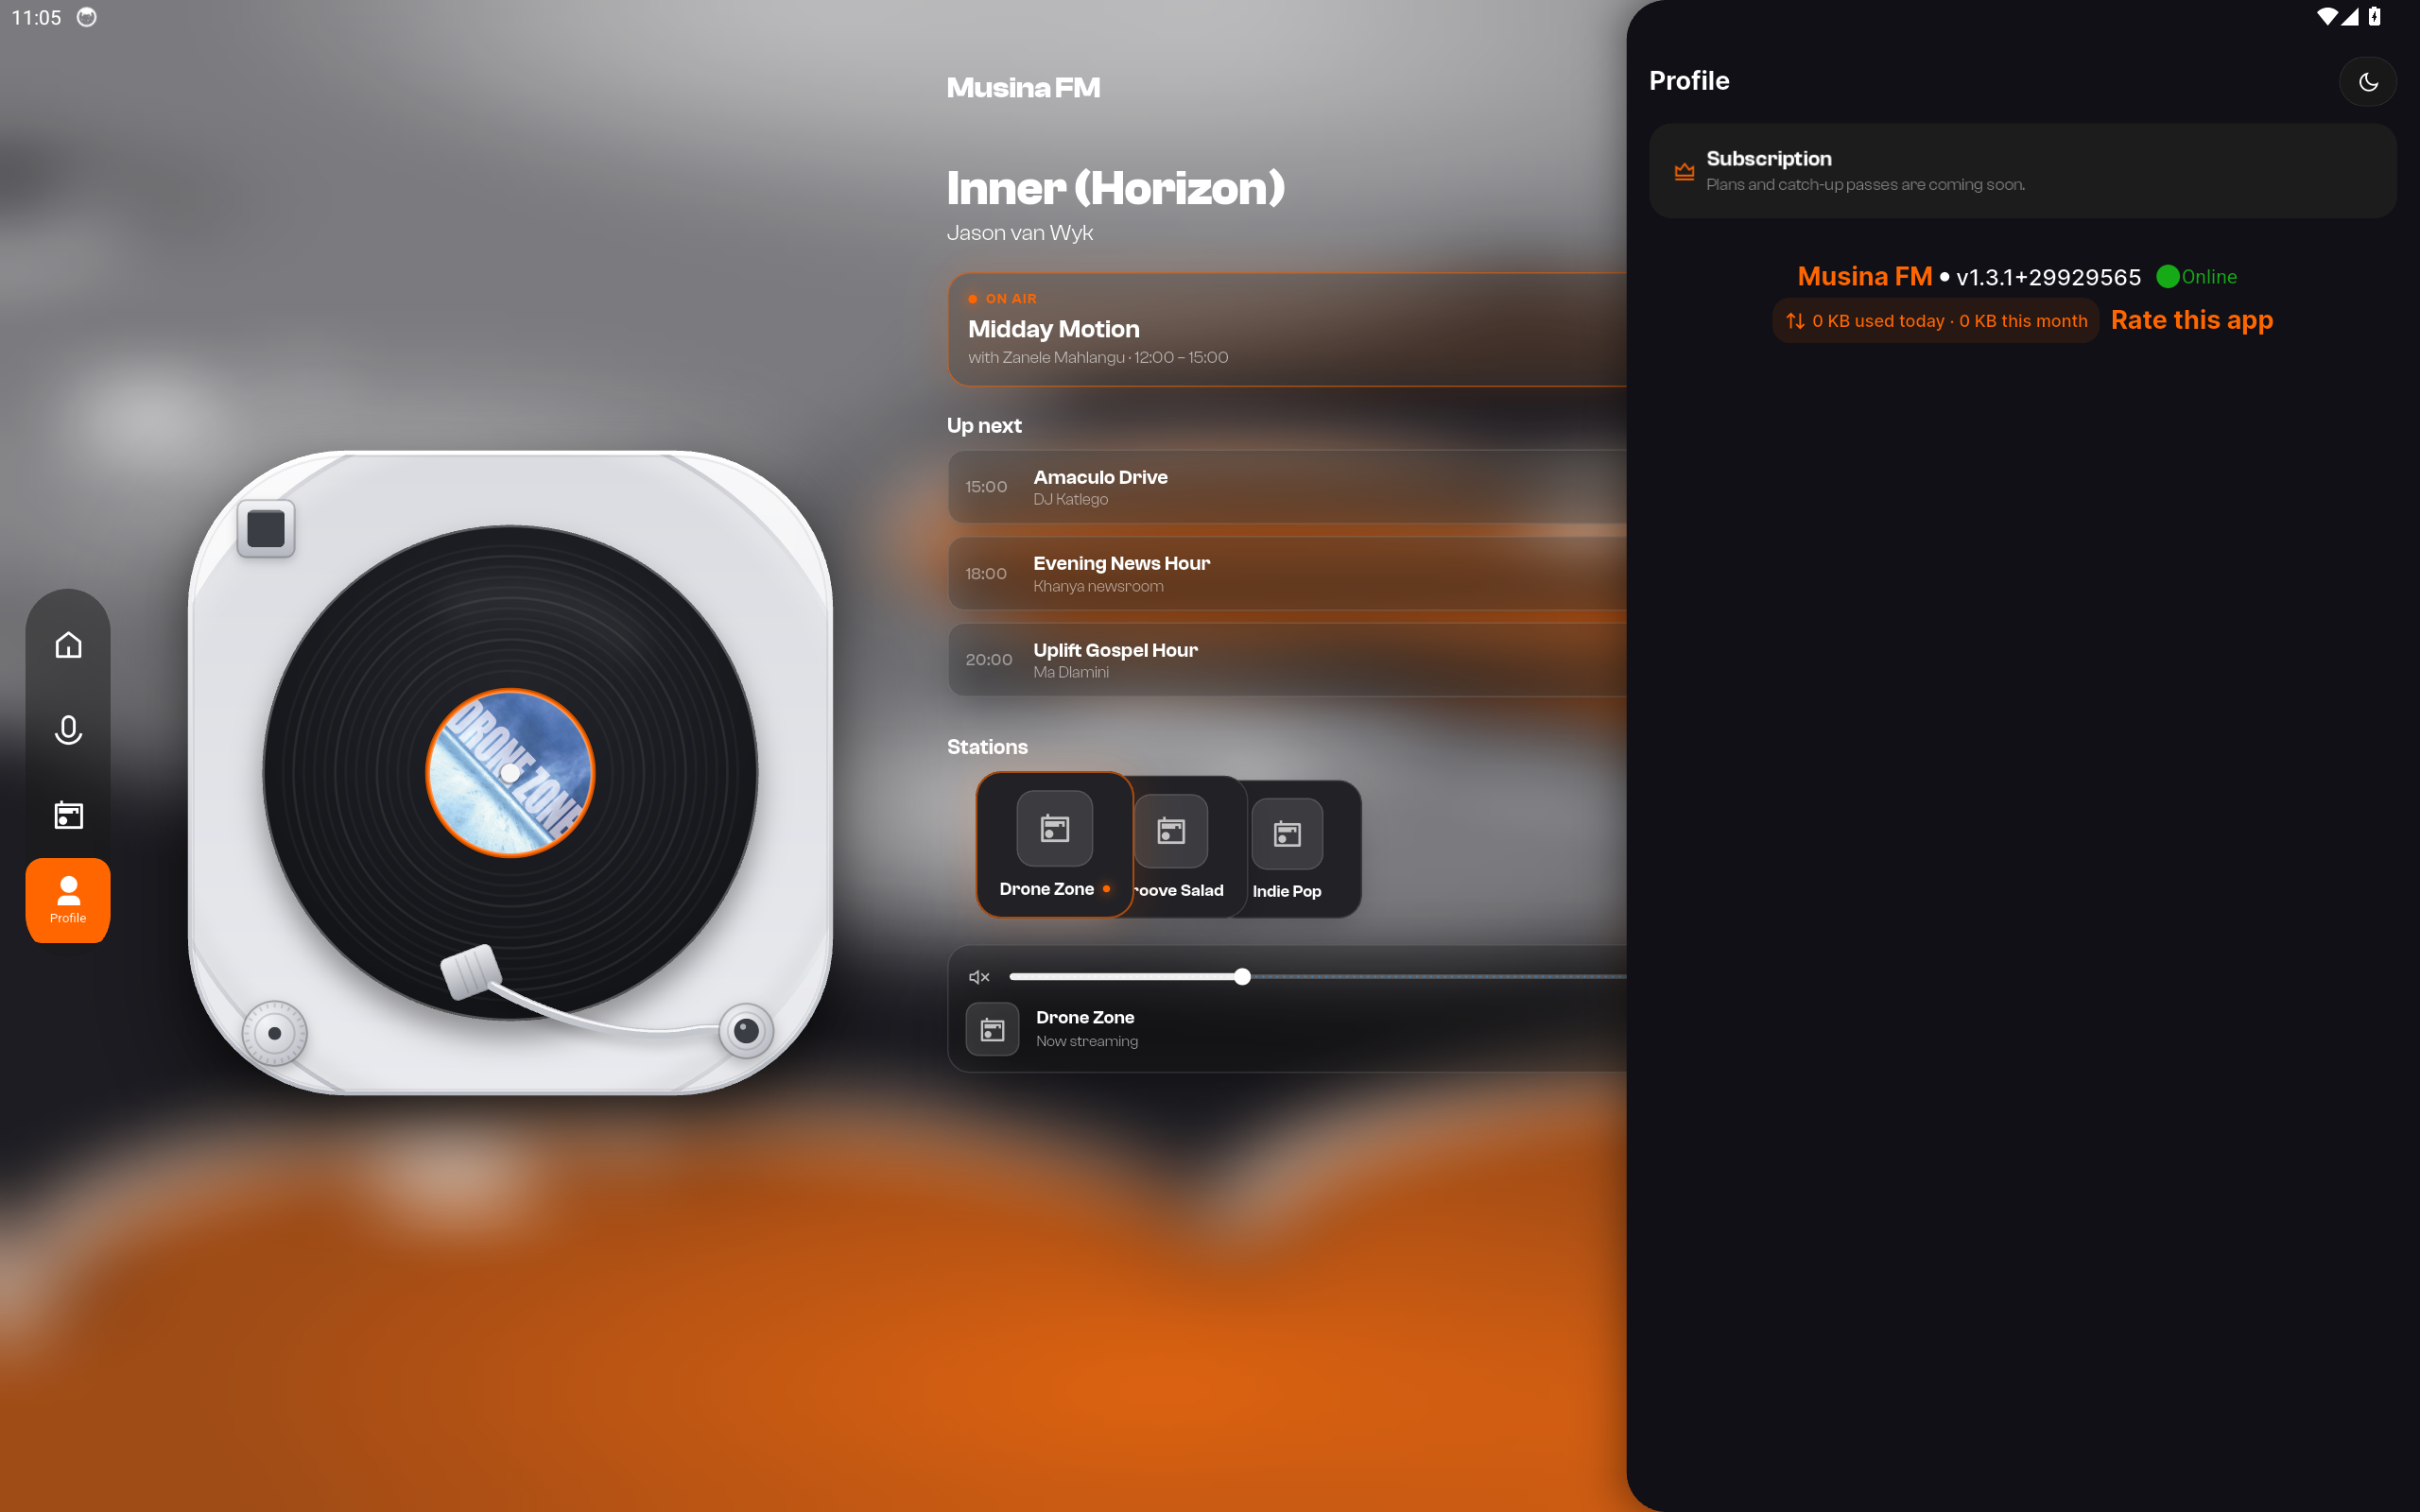 11:05
Musina FM
Inner (Horizon)
Jason van Wyk
ON AIR
Midday Motion
with Zanele Mahlangu · 12:00 – 15:00
Up next
15:00
Amaculo Drive
DJ Katlego
18:00
Evening News Hour
Khanya newsroom
20:00
Uplift Gospel Hour
Ma Dlamini
Stations
Drone Zone
roove Salad
Indie Pop
Drone Zone
Now streaming
DRONE ZONE
Profile
Profile
Subscription
Plans and catch-up passes are coming soon.
Musina FM • v1.3.1+29929565 Online
0 KB used today · 0 KB this month Rate this app